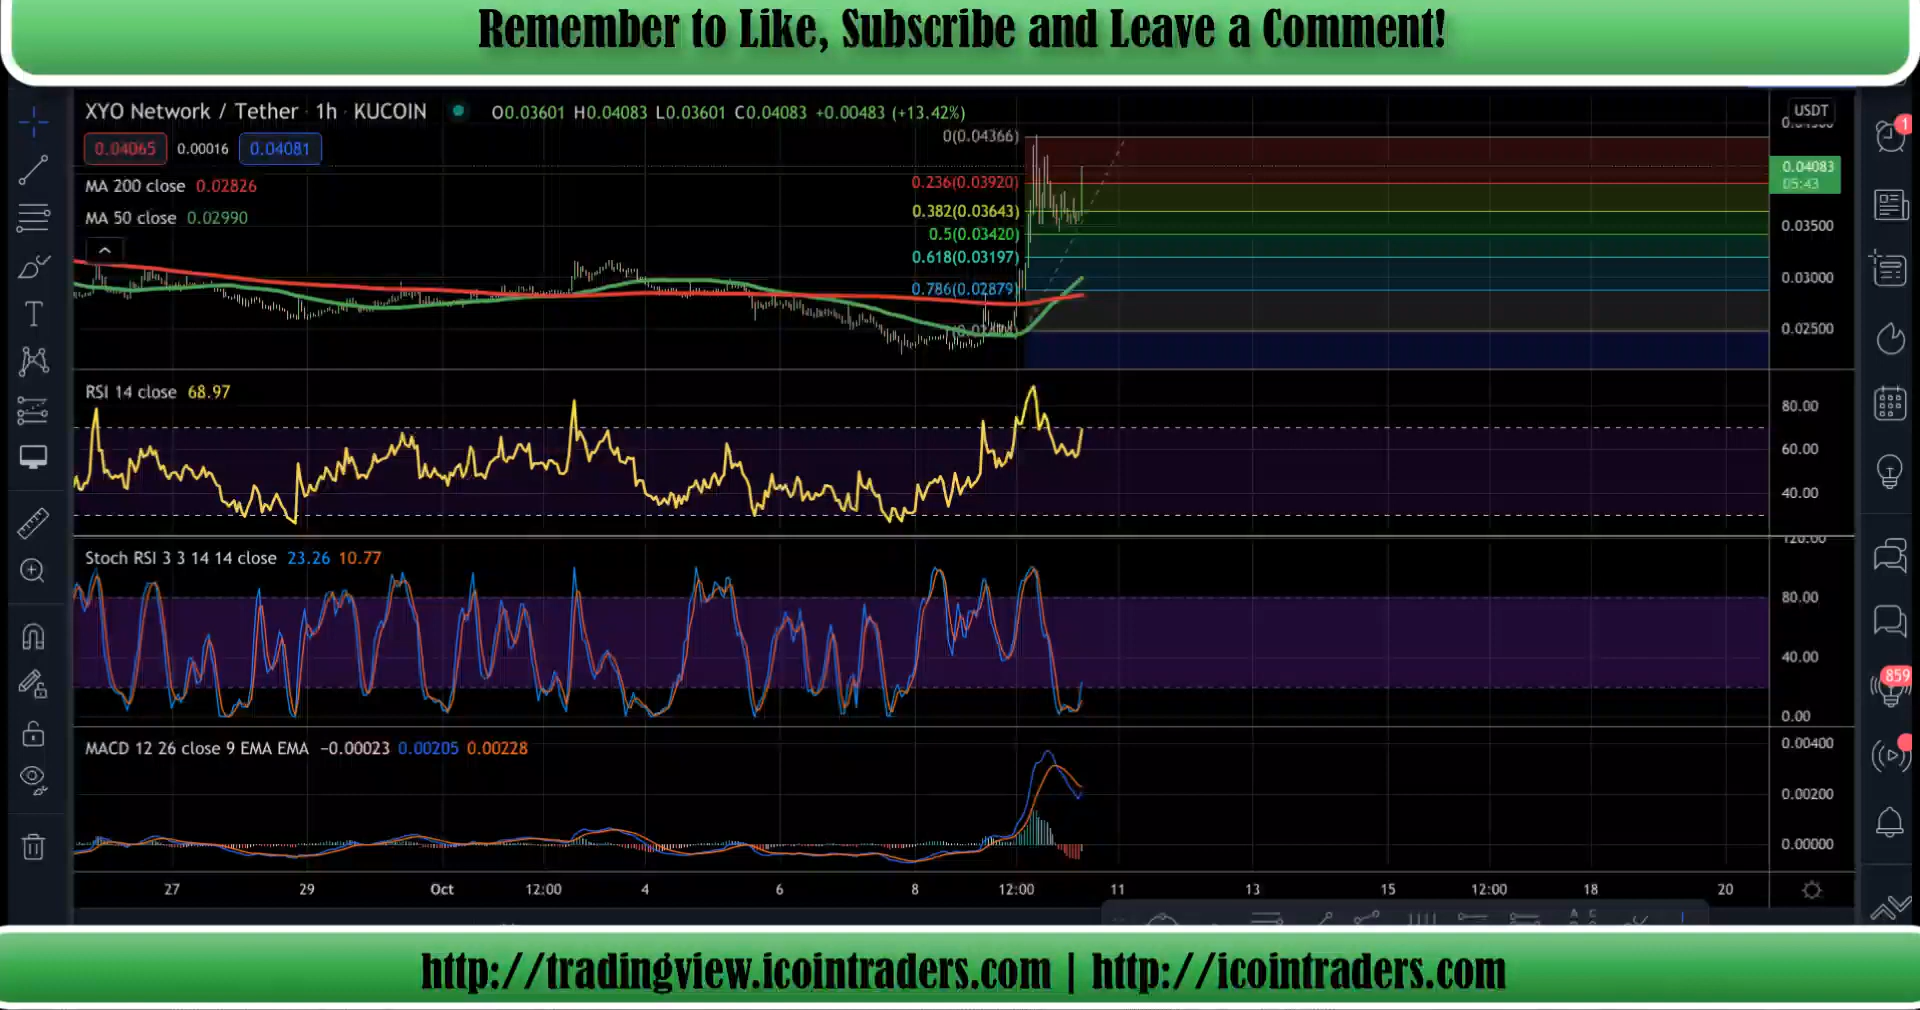 Remember to Like, Subscribe and Leave a Comment!
XYO Network / Tether · 1h · KUCOIN O0.03601 H0.04083 L0.03601 C0.04083 +0.00483 (+13.42%)
USDT
0.04065 0.00016 0.04081
0(0.04366)
1
MA 200 close 0.02826
MA 50 close 0.02990
0.236(0.03920)
0.382(0.03643)
0.5(0.03420)
0.618(0.03197)
0.786(0.02879)
0.04083
05:43
0.03500
0.03000
0.02500
RSI 14 close 68.97
80.00
60.00
40.00
Stoch RSI 3 3 14 14 close 23.26 10.77
120.00
80.00
40.00
0.00
859
MACD 12 26 close 9 EMA EMA −0.00023 0.00205 0.00228
0.00400
0.00200
0.00000
27 29 Oct 12:00 4 6 8 12:00 11 13 15 12:00 18 20
http://tradingview.icointraders.com | http://icointraders.com